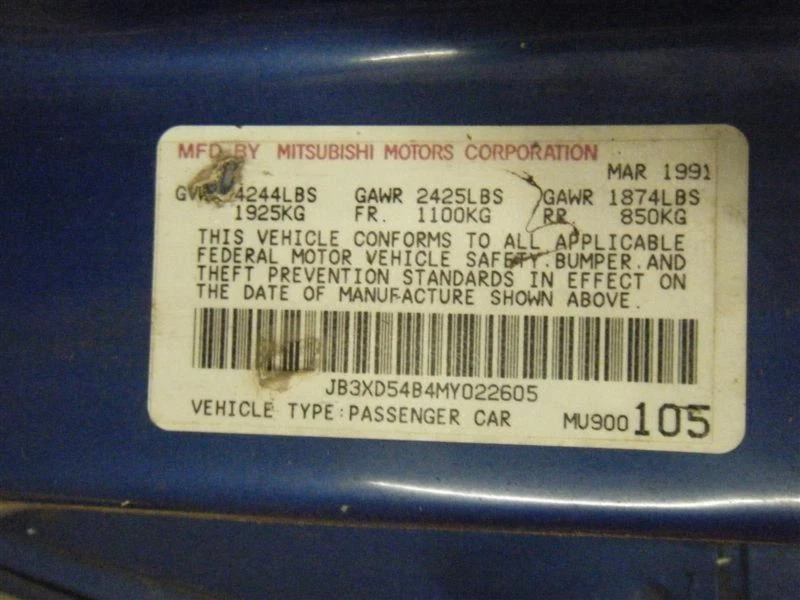 MFD BY MITSUBISHI MOTORS CORPORATION
MAR 1991
4244LBS GAWR 2425LBS GAWR 1874LBS
1925KG FR. 1100KG RR. 850KG
THIS VEHICLE CONFORMS TO ALL APPLICABLE
FEDERAL MOTOR VEHICLE SAFETY.BUMPER.AND
THEFT PREVENTION STANDARDS IN EFFECT ON
THE DATE OF MANUFACTURE SHOWN ABOVE.
JB3XD54B4MY022605
VEHICLE TYPE:PASSENGER CAR MU900105